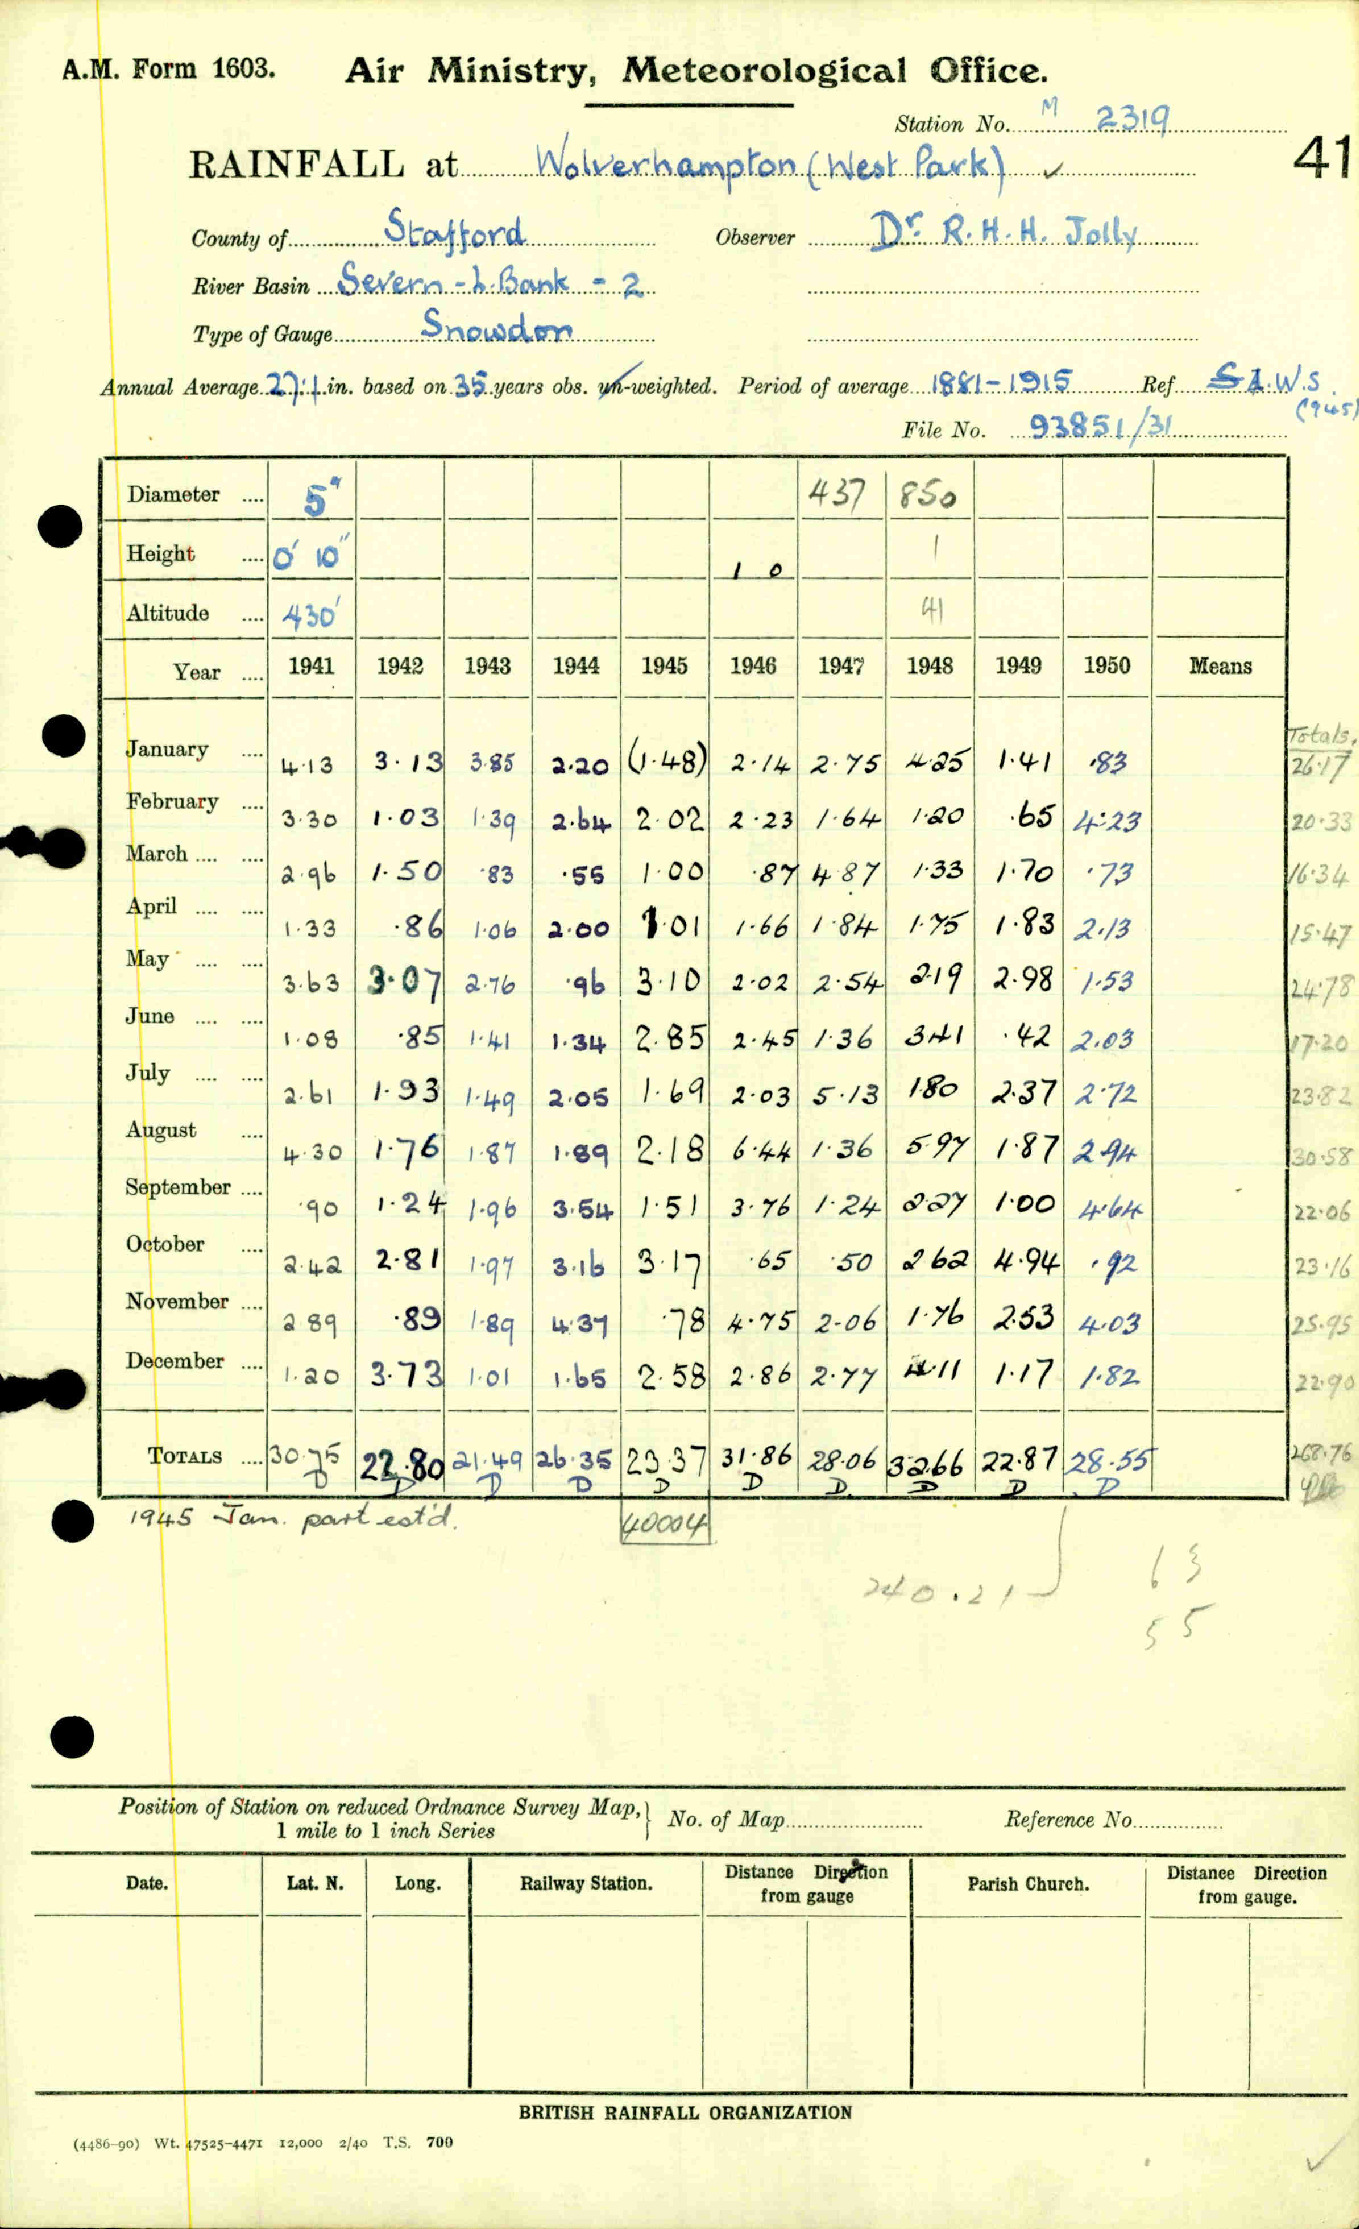 A.M. Form 1603. Air Ministry, Meteorological Office.
Station No. M 2319
41
RAINFALL at Wolverhampton (West Park) ✓
County of Stafford Observer Dr. R. H. H. Jolly
River Basin Severn - L. Bank - 2
Type of Gauge Snowdon
Annual Average 27.1 in. based on 35 years obs. un-weighted. Period of average 1881-1915 Ref. S.A.W.S.
(1945)
File No. 93851/31
Diameter .... 5" 437 850
Height .... 0' 10" 1 0 1
Altitude .... 430' 41
Year .... 1941 1942 1943 1944 1945 1946 1947 1948 1949 1950 Means
Totals.
January .... 4.13 3.13 3.85 2.20 (1.48) 2.14 2.75 4.25 1.41 .83 26.17
February .... 3.30 1.03 1.39 2.64 2.02 2.23 1.64 1.20 .65 4.23 20.33
March .... .... 2.96 1.50 .83 .55 1.00 .87 4.87 1.33 1.70 .73 16.34
April .... .... 1.33 .86 1.06 2.00 1.01 1.66 1.84 1.75 1.83 2.13 15.47
May .... .... 3.63 3.07 2.76 .96 3.10 2.02 2.54 2.19 2.98 1.53 24.78
June .... .... 1.08 .85 1.41 1.34 2.85 2.45 1.36 3.41 .42 2.03 17.20
July .... .... 2.61 1.93 1.49 2.05 1.69 2.03 5.13 1.80 2.37 2.72 23.82
August .... 4.30 1.76 1.87 1.89 2.18 6.44 1.36 5.97 1.87 2.94 30.58
September .... .90 1.24 1.96 3.54 1.51 3.76 1.24 2.27 1.00 4.64 22.06
October .... 2.42 2.81 1.97 3.16 3.17 .65 .50 2.62 4.94 .92 23.16
November .... 2.89 .89 1.89 4.37 .78 4.75 2.06 1.76 2.53 4.03 25.95
December .... 1.20 3.73 1.01 1.65 2.58 2.86 2.77 4.11 1.17 1.82 22.90
TOTALS .... 30.75 22.80 21.49 26.35 23.37 31.86 28.06 32.66 22.87 28.55 268.76
D D D D D D D D D D
1945 Jan. part est'd. 40004
240.21 63
55
Position of Station on reduced Ordnance Survey Map, } No. of Map Reference No.
1 mile to 1 inch Series
Date. Lat. N. Long. Railway Station. Distance Direction from gauge Parish Church. Distance Direction from gauge.
BRITISH RAINFALL ORGANIZATION
(4486-90) Wt. 47525-4471 12,000 2/40 T.S. 700